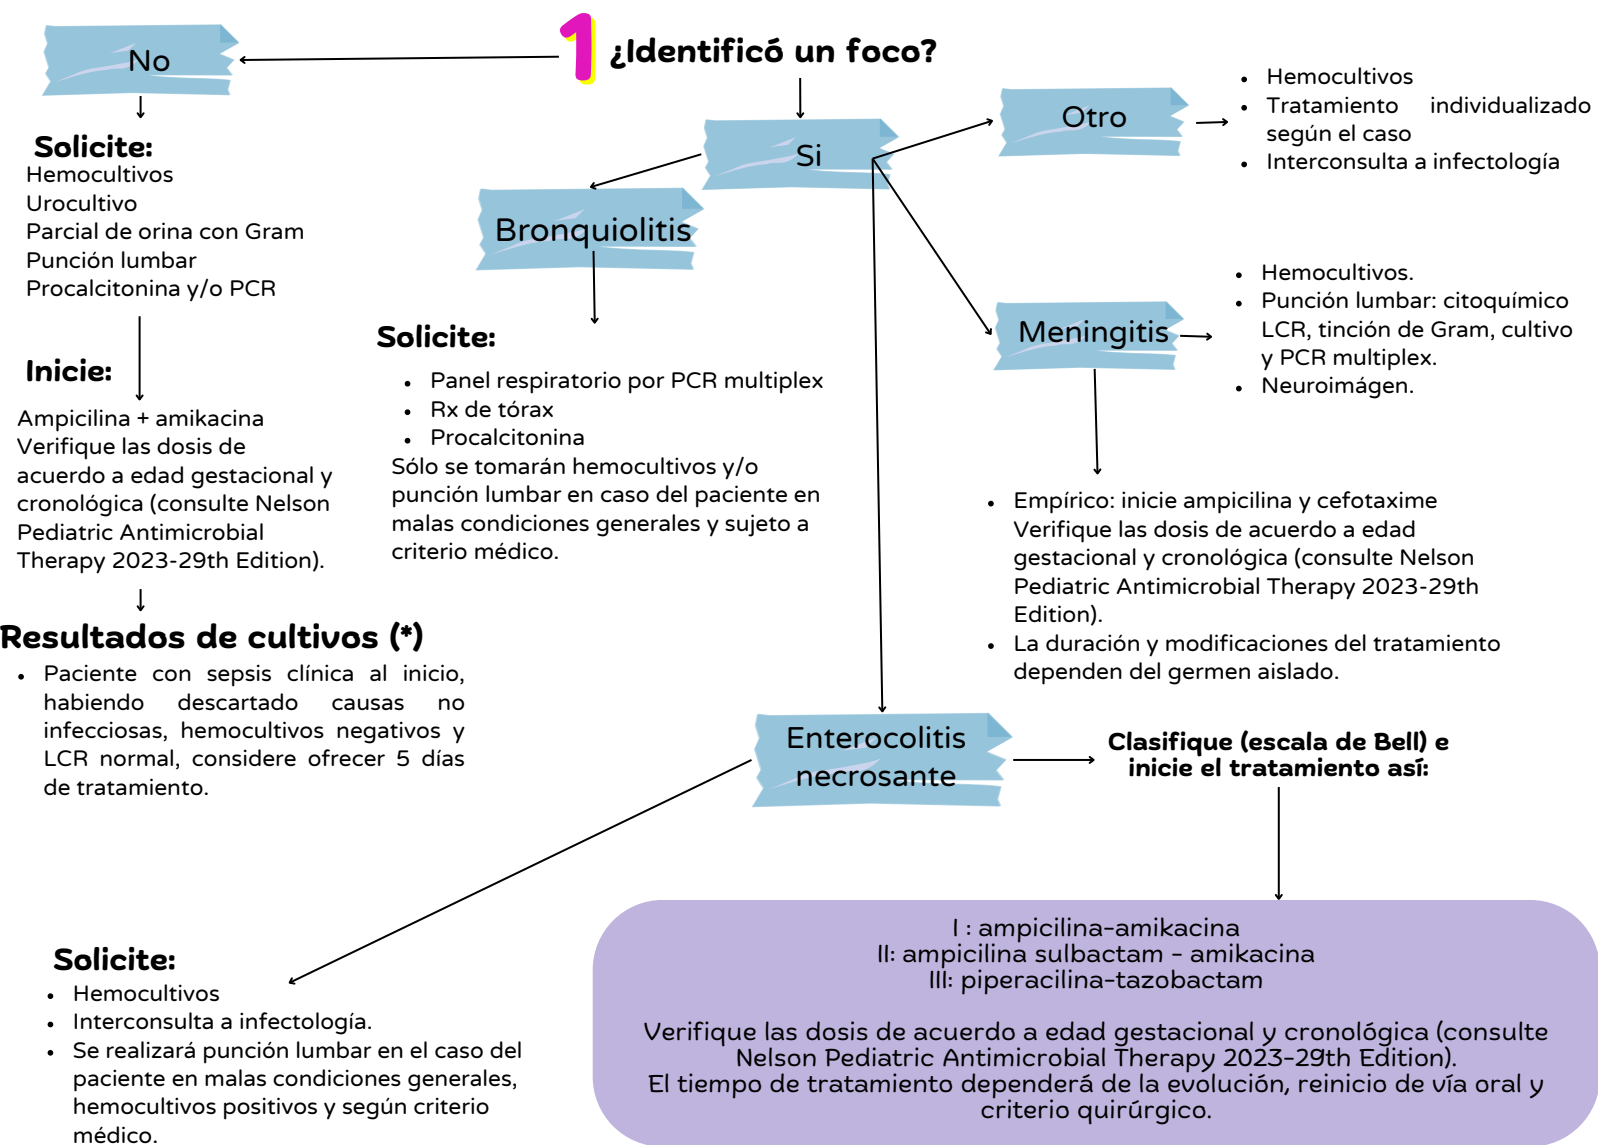 1 ¿Identificó un foco?
No
Solicite:
Hemocultivos
Urocultivo
Parcial de orina con Gram
Punción lumbar
Procalcitonina y/o PCR
Inicie:
Ampicilina + amikacina
Verifique las dosis de
acuerdo a edad gestacional y
cronológica (consulte Nelson
Pediatric Antimicrobial
Therapy 2023-29th Edition).
Resultados de cultivos (*)
• Paciente con sepsis clínica al inicio,
habiendo descartado causas no
infecciosas, hemocultivos negativos y
LCR normal, considere ofrecer 5 días
de tratamiento.
Si
Bronquiolitis
Solicite:
• Panel respiratorio por PCR multiplex
• Rx de tórax
• Procalcitonina
Sólo se tomarán hemocultivos y/o
punción lumbar en caso del paciente en
malas condiciones generales y sujeto a
criterio médico.
Otro
• Hemocultivos
• Tratamiento individualizado
según el caso
• Interconsulta a infectología
Meningitis
• Hemocultivos.
• Punción lumbar: citoquímico
LCR, tinción de Gram, cultivo
y PCR multiplex.
• Neuroimágen.
• Empírico: inicie ampicilina y cefotaxime
Verifique las dosis de acuerdo a edad
gestacional y cronológica (consulte Nelson
Pediatric Antimicrobial Therapy 2023-29th
Edition).
• La duración y modificaciones del tratamiento
dependen del germen aislado.
Enterocolitis
necrosante
Clasifique (escala de Bell) e
inicie el tratamiento así:
I : ampicilina-amikacina
II: ampicilina sulbactam - amikacina
III: piperacilina-tazobactam
Verifique las dosis de acuerdo a edad gestacional y cronológica (consulte
Nelson Pediatric Antimicrobial Therapy 2023-29th Edition).
El tiempo de tratamiento dependerá de la evolución, reinicio de vía oral y
criterio quirúrgico.
Solicite:
• Hemocultivos
• Interconsulta a infectología.
• Se realizará punción lumbar en el caso del
paciente en malas condiciones generales,
hemocultivos positivos y según criterio
médico.